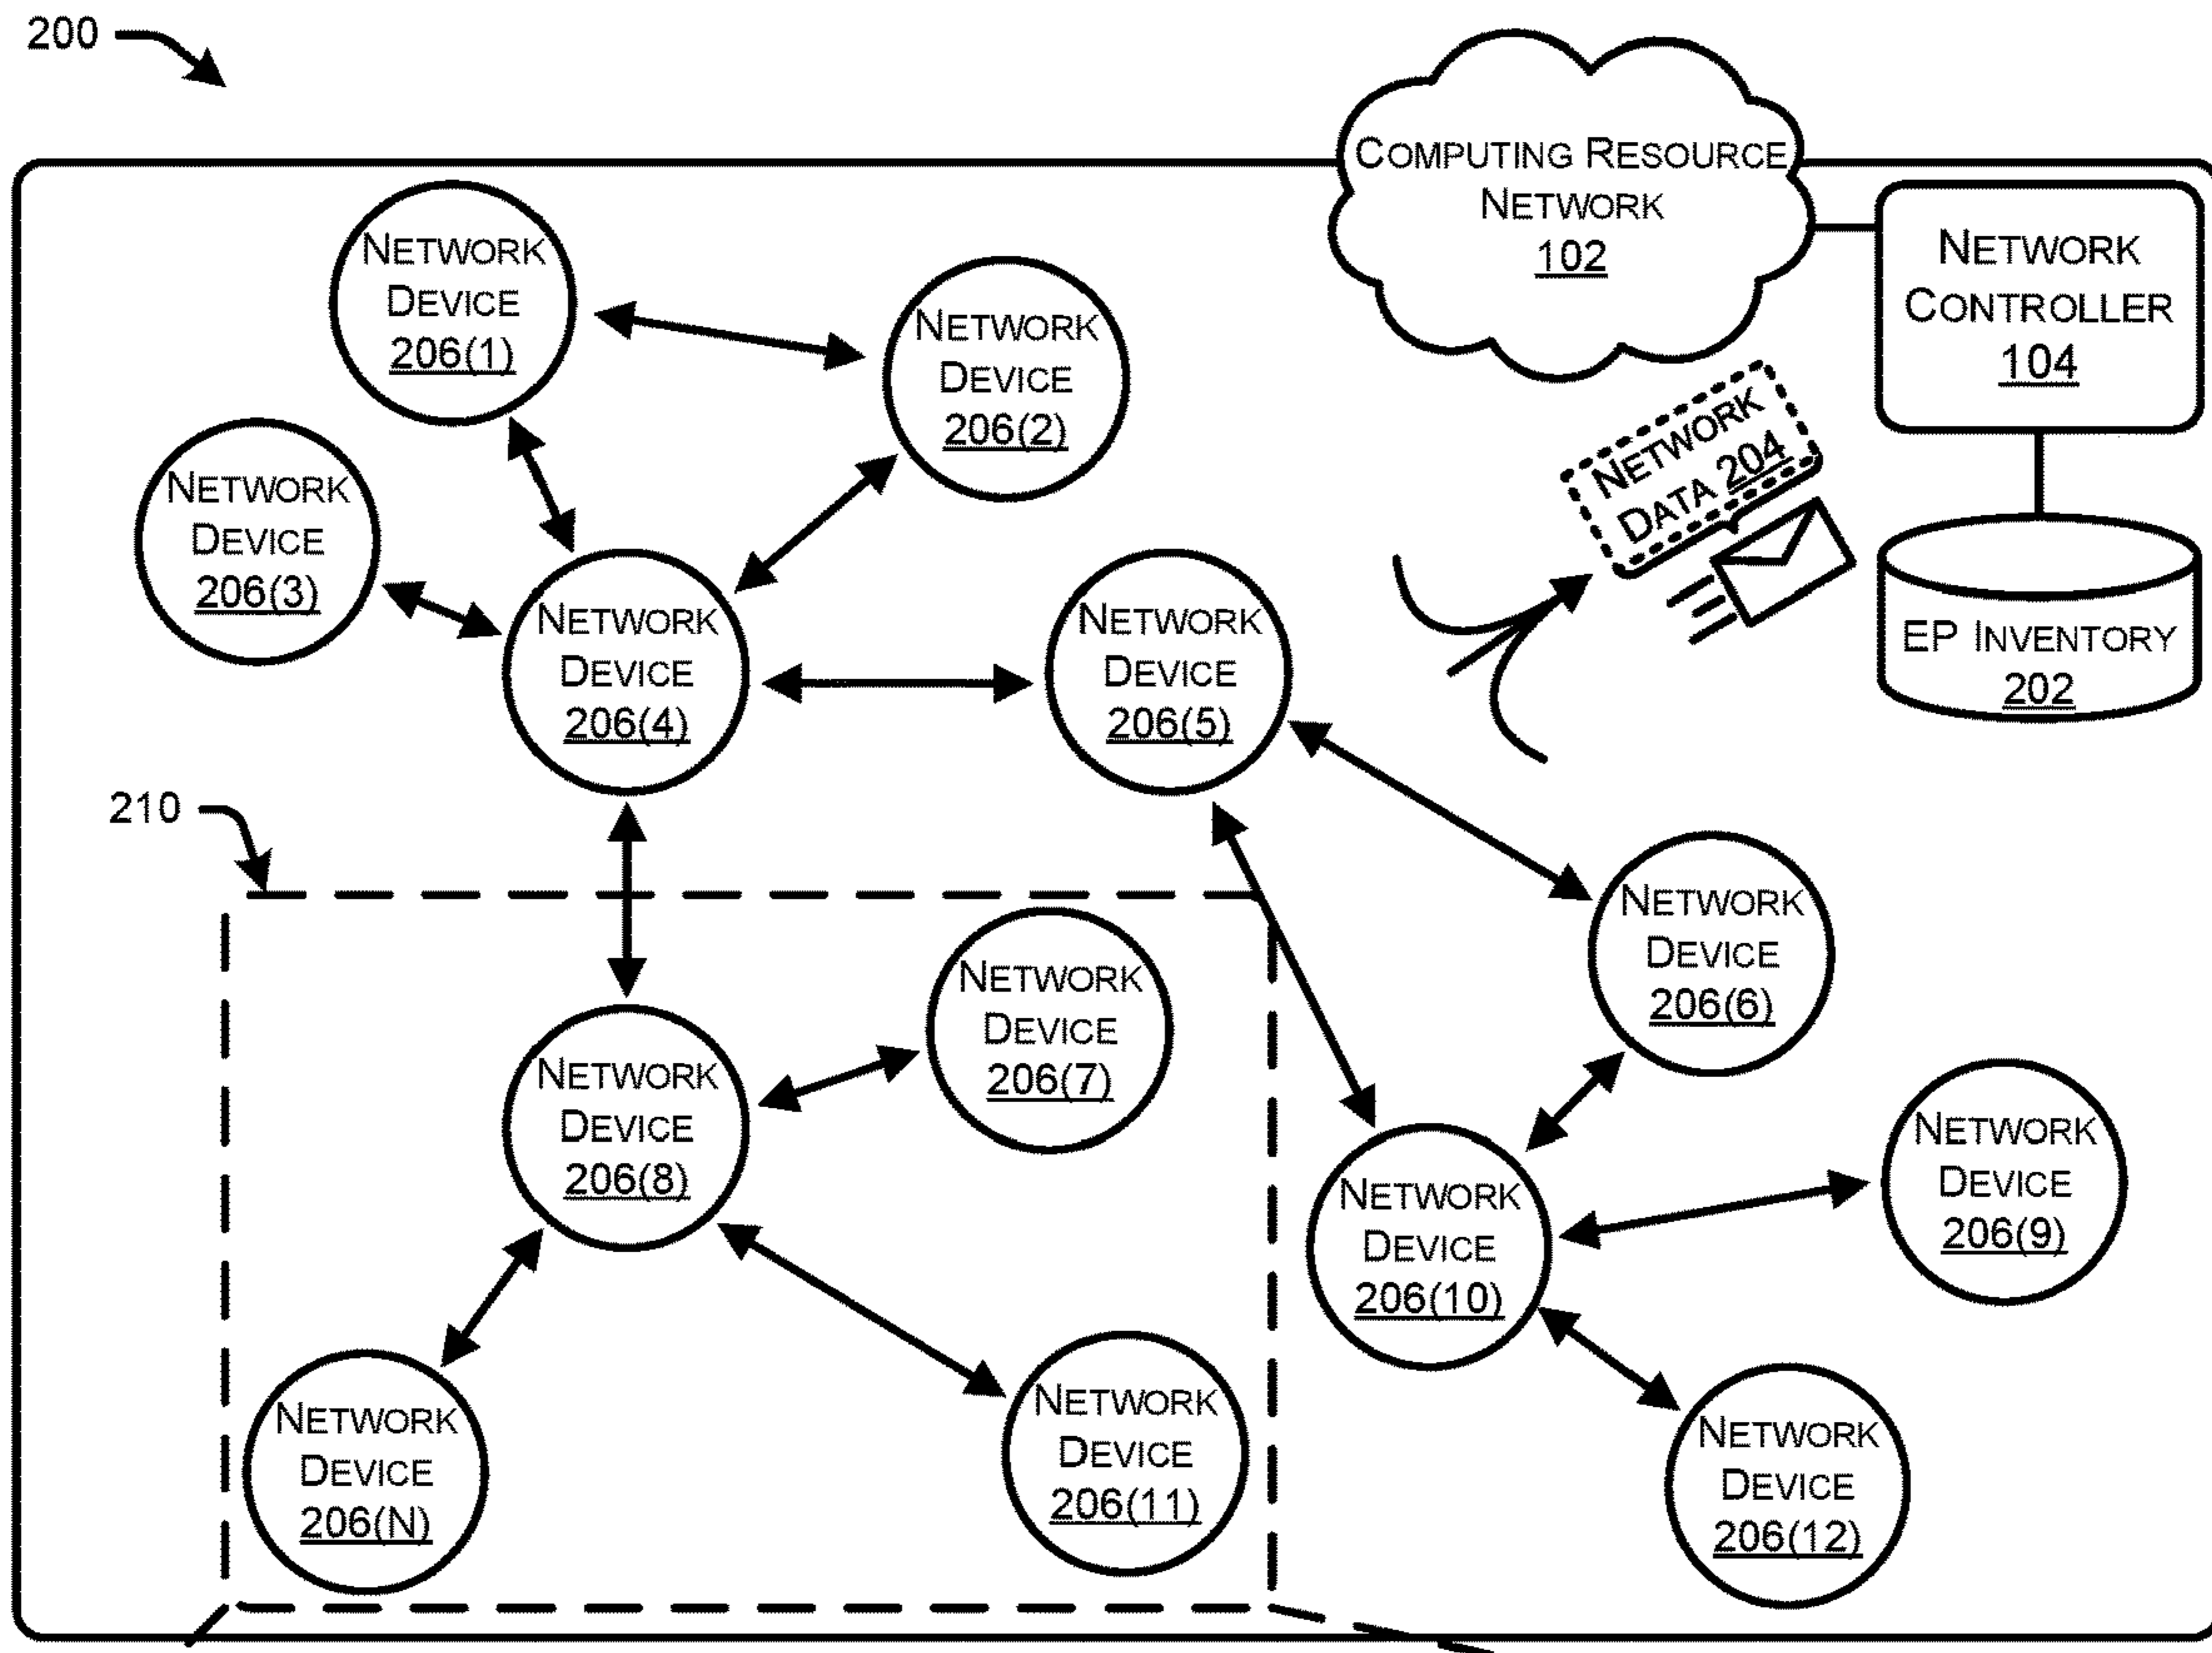 200
COMPUTING RESOURCE
NETWORK
102
NETWORK
CONTROLLER
104
NETWORK
DEVICE
206(1)
NETWORK
DEVICE
206(2)
NETWORK
DATA 204
NETWORK
DEVICE
206(3)
NETWORK
DEVICE
206(4)
NETWORK
DEVICE
206(5)
EP INVENTORY
202
210
NETWORK
DEVICE
206(6)
NETWORK
DEVICE
206(7)
NETWORK
DEVICE
206(8)
NETWORK
DEVICE
206(9)
NETWORK
DEVICE
206(10)
NETWORK
DEVICE
206(N)
NETWORK
DEVICE
206(11)
NETWORK
DEVICE
206(12)